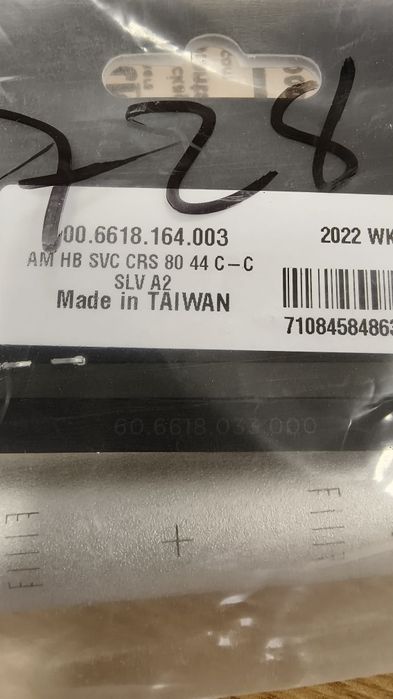 728
00.6618.164.003
2022 WK
AM HB SVC CRS 80 44 C-C
SLV A2
Made in TAIWAN
71084584863
60.6618.033.000